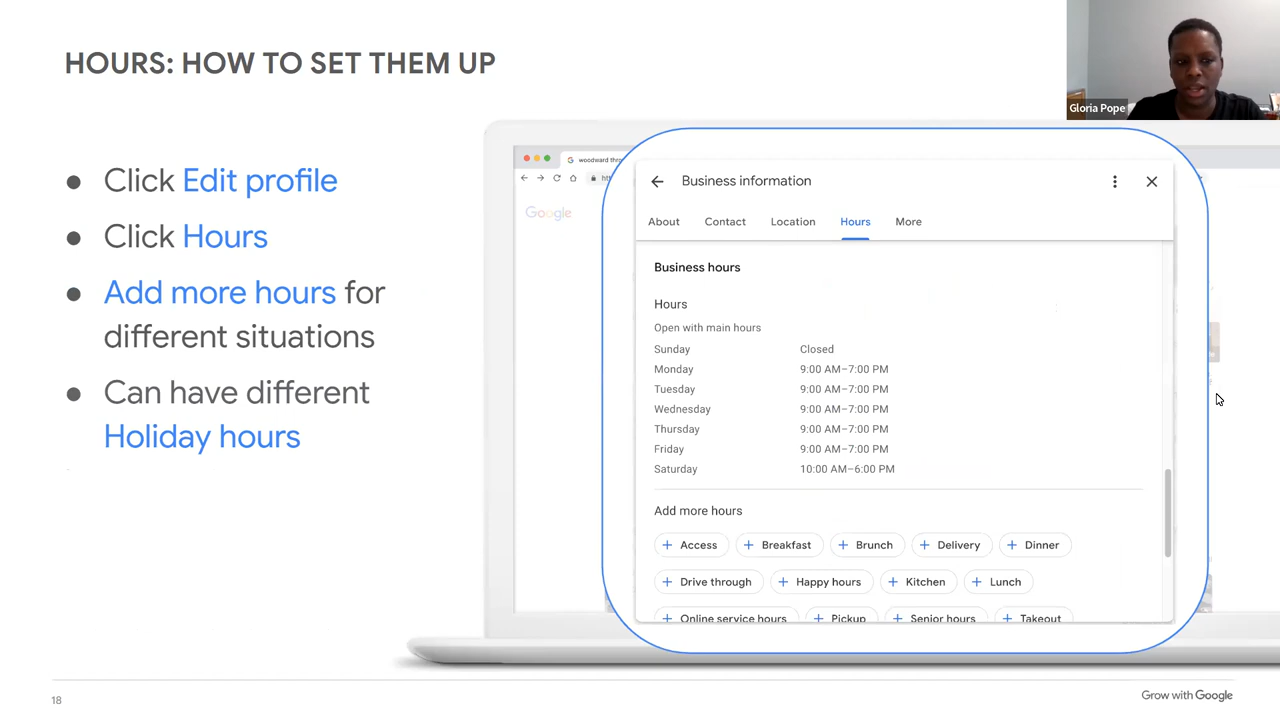 HOURS: HOW TO SET THEM UP
Gloria Pope
● Click Edit profile
● Click Hours
● Add more hours for
different situations
● Can have different
Holiday hours
woodward thr
Google
Business information
About Contact Location Hours More
Business hours
Hours
Open with main hours
Sunday Closed
Monday 9:00 AM–7:00 PM
Tuesday 9:00 AM–7:00 PM
Wednesday 9:00 AM–7:00 PM
Thursday 9:00 AM–7:00 PM
Friday 9:00 AM–7:00 PM
Saturday 10:00 AM–6:00 PM
Add more hours
+ Access + Breakfast + Brunch + Delivery + Dinner
+ Drive through + Happy hours + Kitchen + Lunch
+ Online service hours + Pickup + Senior hours + Takeout
18
Grow with Google